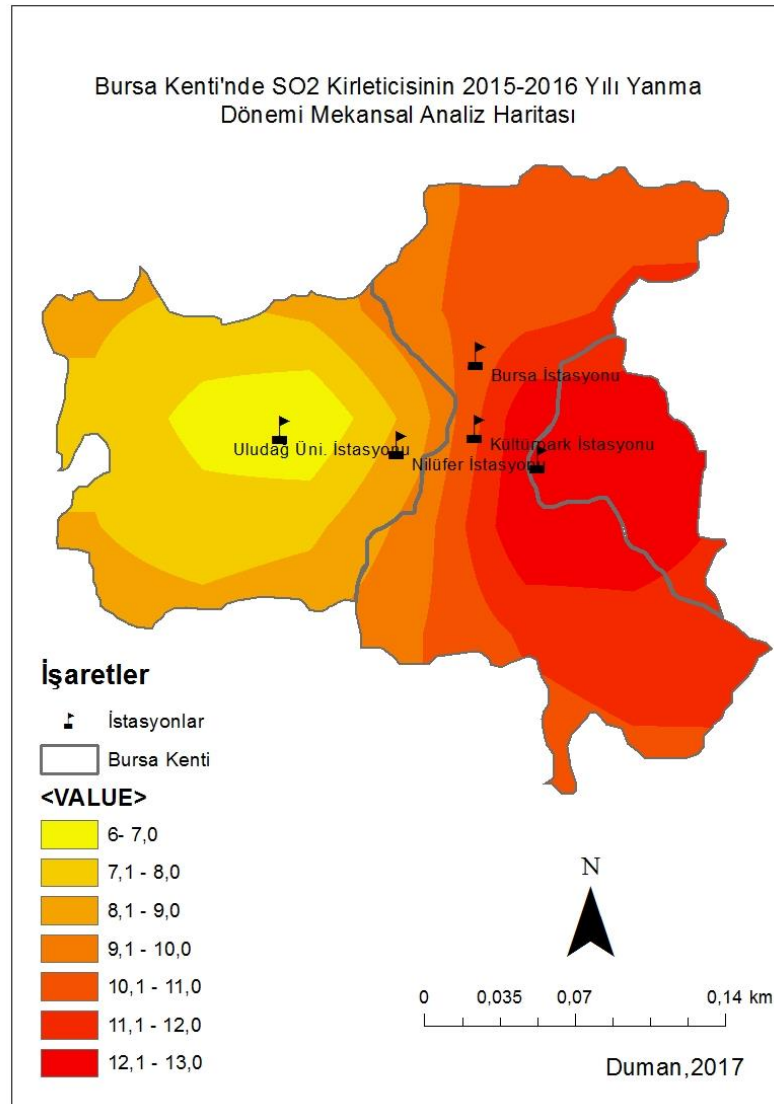 Bursa Kenti'nde SO2 Kirleticisinin 2015-2016 Yılı Yanma
Dönemi Mekansal Analiz Haritası
Bursa İstasyonu
Uludağ Üni. İstasyonu
Kültürpark İstasyonu
Nilüfer İstasyonu
İşaretler
İstasyonlar
Bursa Kenti
<VALUE>
6- 7,0
7,1 - 8,0
8,1 - 9,0
9,1 - 10,0
10,1 - 11,0
11,1 - 12,0
12,1 - 13,0
N
0 0,035 0,07 0,14 km
Duman,2017